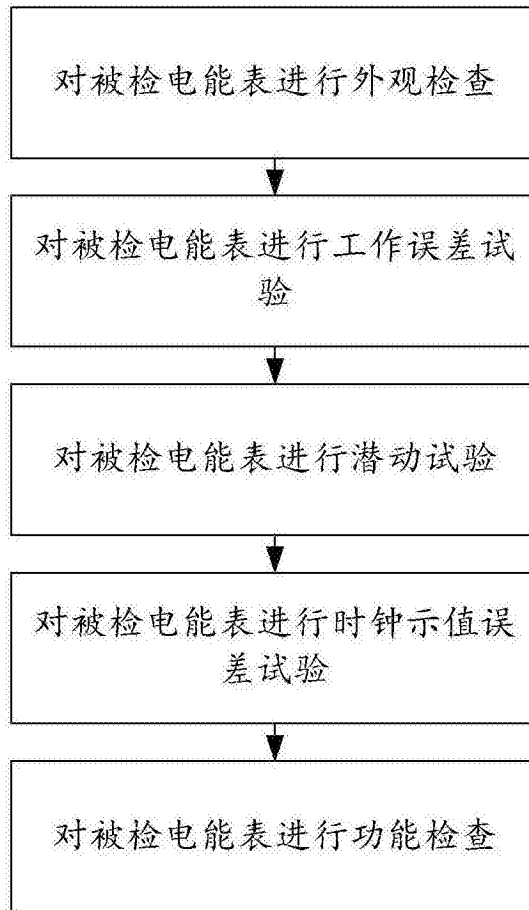 对被检电能表进行外观检查
对被检电能表进行工作误差试
验
对被检电能表进行潜动试验
对被检电能表进行时钟示值误
差试验
对被检电能表进行功能检查